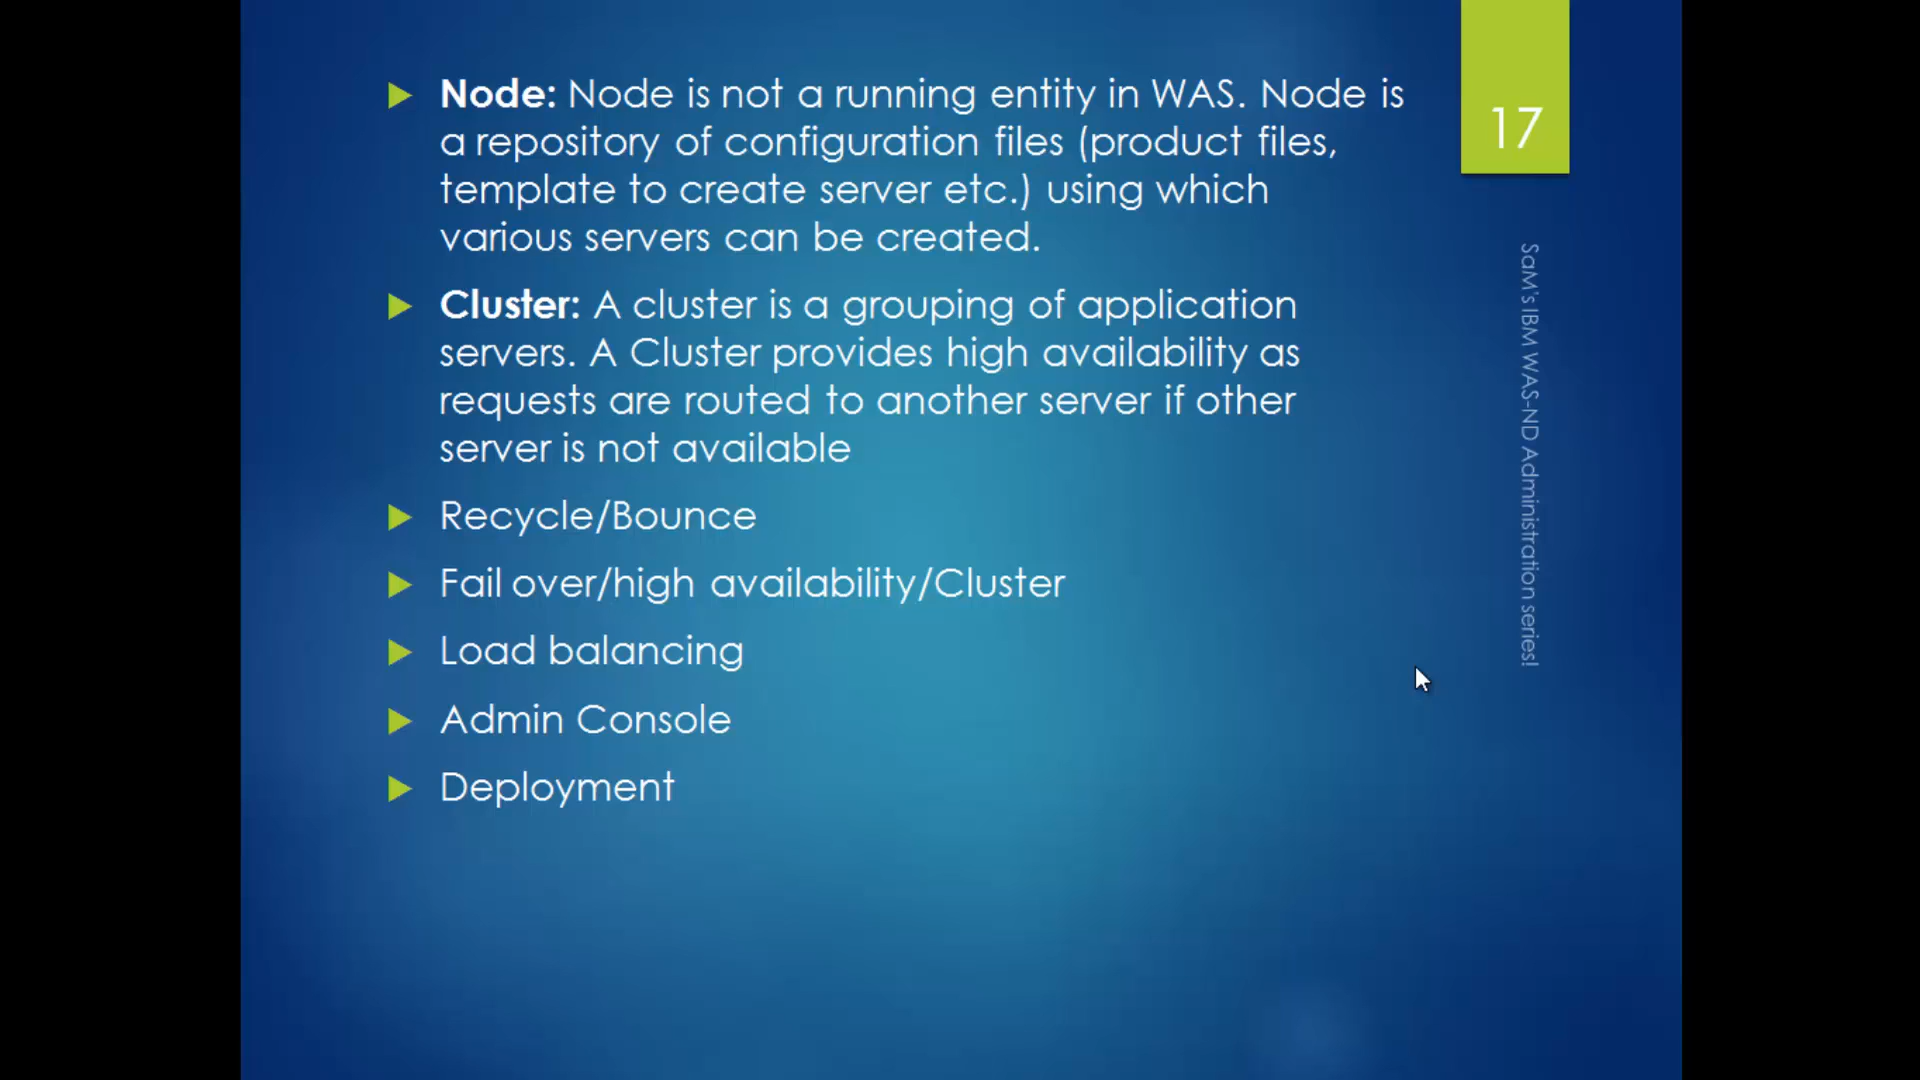 Node: Node is not a running entity in WAS. Node is
a repository of configuration files (product files,
template to create server etc.) using which
various servers can be created.
Cluster: A cluster is a grouping of application
servers. A Cluster provides high availability as
requests are routed to another server if other
server is not available
Recycle/Bounce
Fail over/high availability/Cluster
Load balancing
Admin Console
Deployment
17
SaM's IBM WAS-ND Administration series!